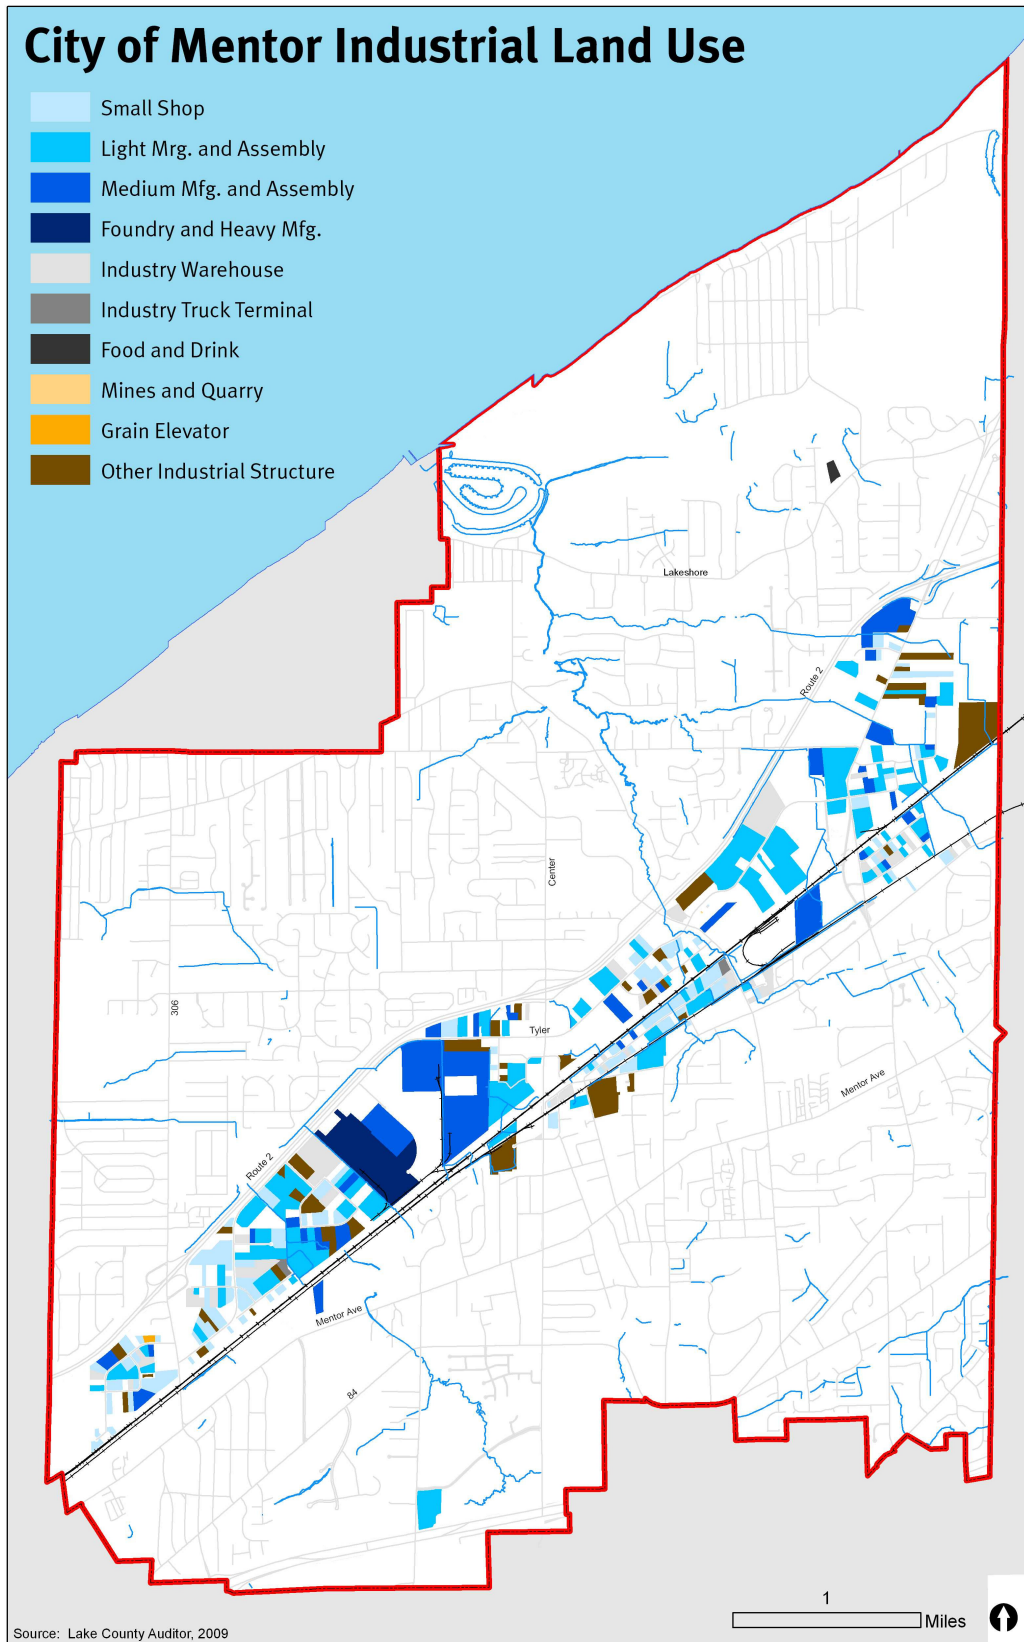 City of Mentor Industrial Land Use
Small Shop
Light Mrg. and Assembly
Medium Mfg. and Assembly
Foundry and Heavy Mfg.
Industry Warehouse
Industry Truck Terminal
Food and Drink
Mines and Quarry
Grain Elevator
Other Industrial Structure
Lakeshore
Route 2
Center
306
Tyler
Mentor Ave
Route 2
Mentor Ave
84
1
Miles
Source: Lake County Auditor, 2009